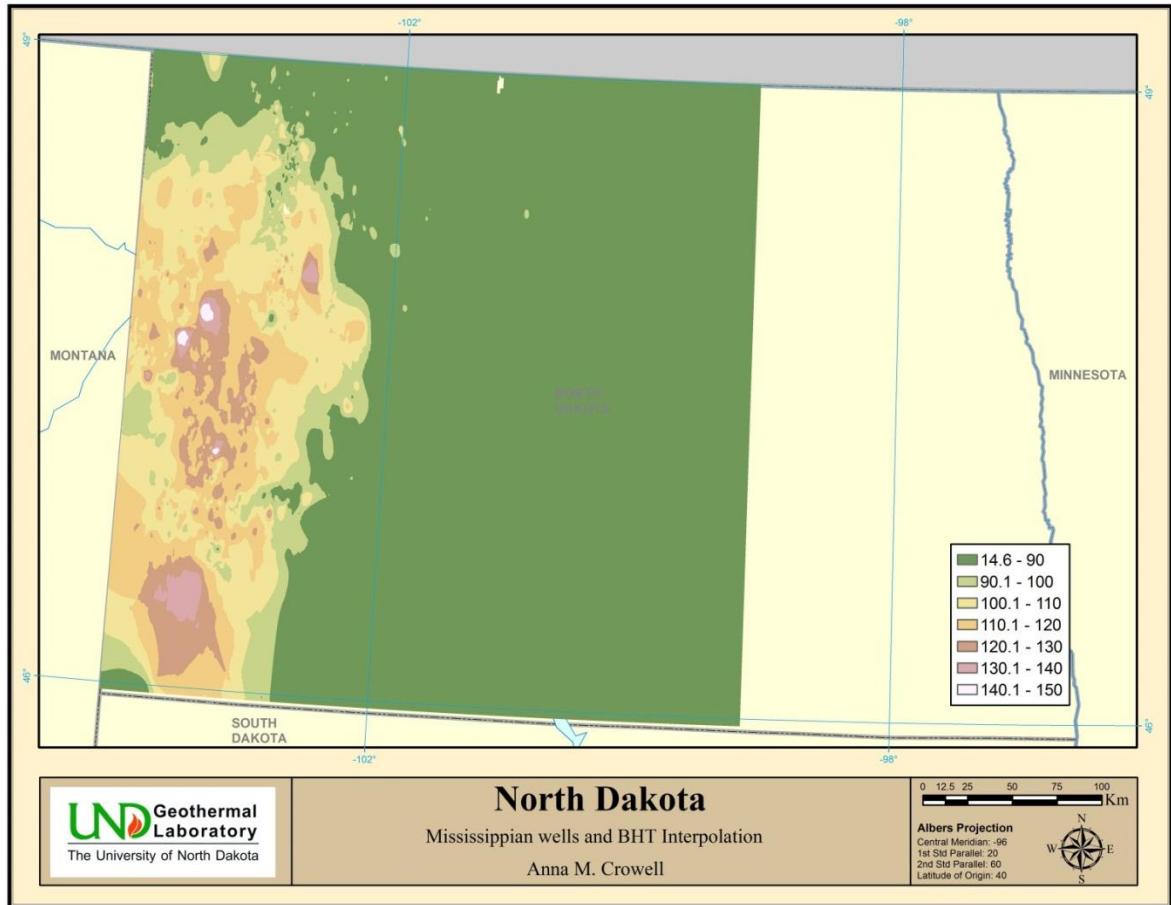 -102°
-98°
49°
49°
MONTANA
NORTH
DAKOTA
MINNESOTA
14.6 - 90
90.1 - 100
100.1 - 110
110.1 - 120
120.1 - 130
130.1 - 140
140.1 - 150
46°
46°
SOUTH
DAKOTA
-102°
-98°
UND Geothermal
Laboratory
The University of North Dakota
North Dakota
Mississippian wells and BHT Interpolation
Anna M. Crowell
0 12.5 25 50 75 100
Km
Albers Projection
Central Meridian: -96
1st Std Parallel: 20
2nd Std Parallel: 60
Latitude of Origin: 40
N
W
E
S